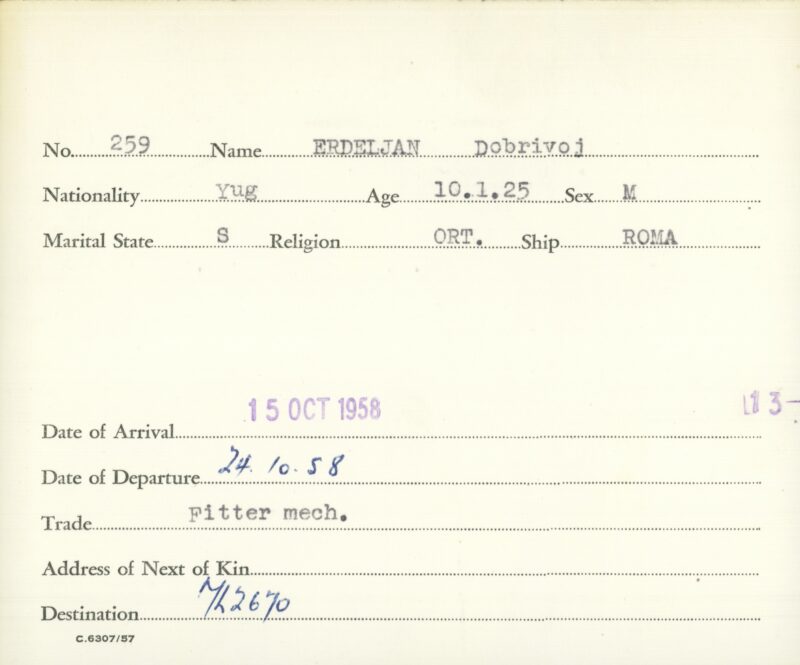 No. 259 Name ERDELJAN Dobrivoj
Nationality Yug Age 10.1.25 Sex M
Marital State S Religion ORT. Ship ROMA
15 OCT 1958 13-
Date of Arrival
Date of Departure 24.10.58
Trade Fitter mech.
Address of Next of Kin
Destination 2670
C.6307/57